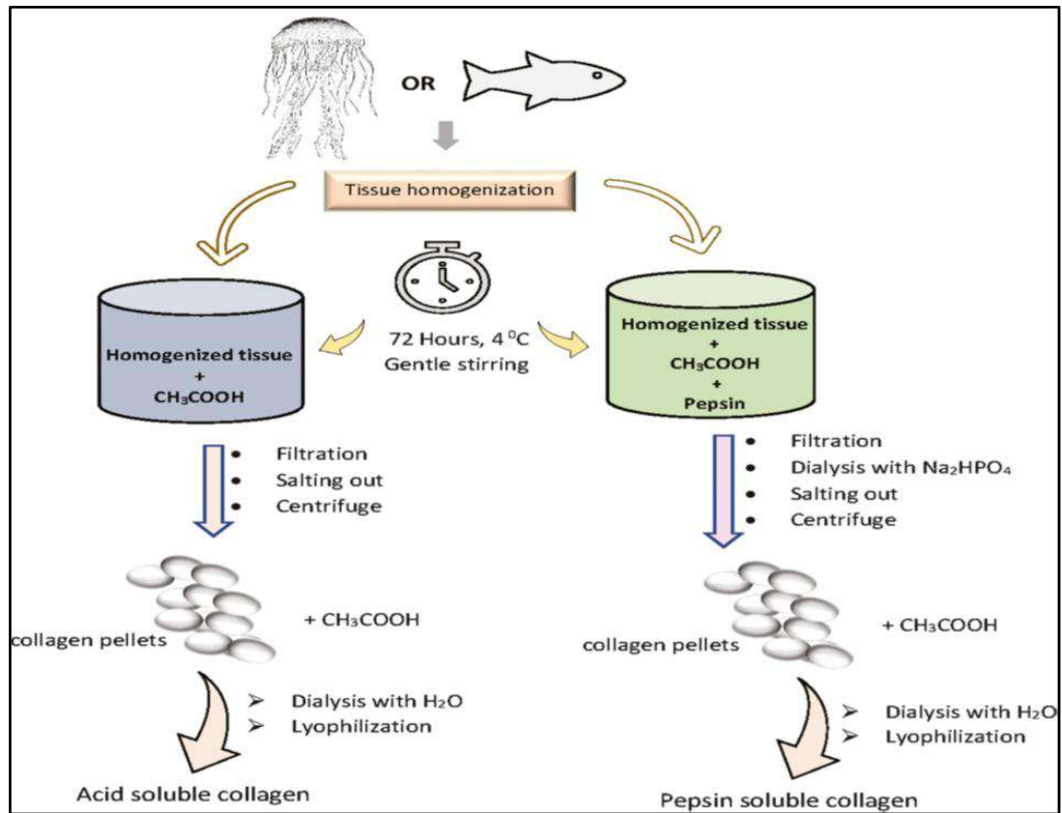 OR
Tissue homogenization
72 Hours, 4 ⁰C
Gentle stirring
Homogenized tissue
+
CH₃COOH
Homogenized tissue
+
CH₃COOH
+
Pepsin
• Filtration
• Salting out
• Centrifuge
• Filtration
• Dialysis with Na₂HPO₄
• Salting out
• Centrifuge
collagen pellets
+ CH₃COOH
collagen pellets
+ CH₃COOH
➢ Dialysis with H₂O
➢ Lyophilization
➢ Dialysis with H₂O
➢ Lyophilization
Acid soluble collagen
Pepsin soluble collagen